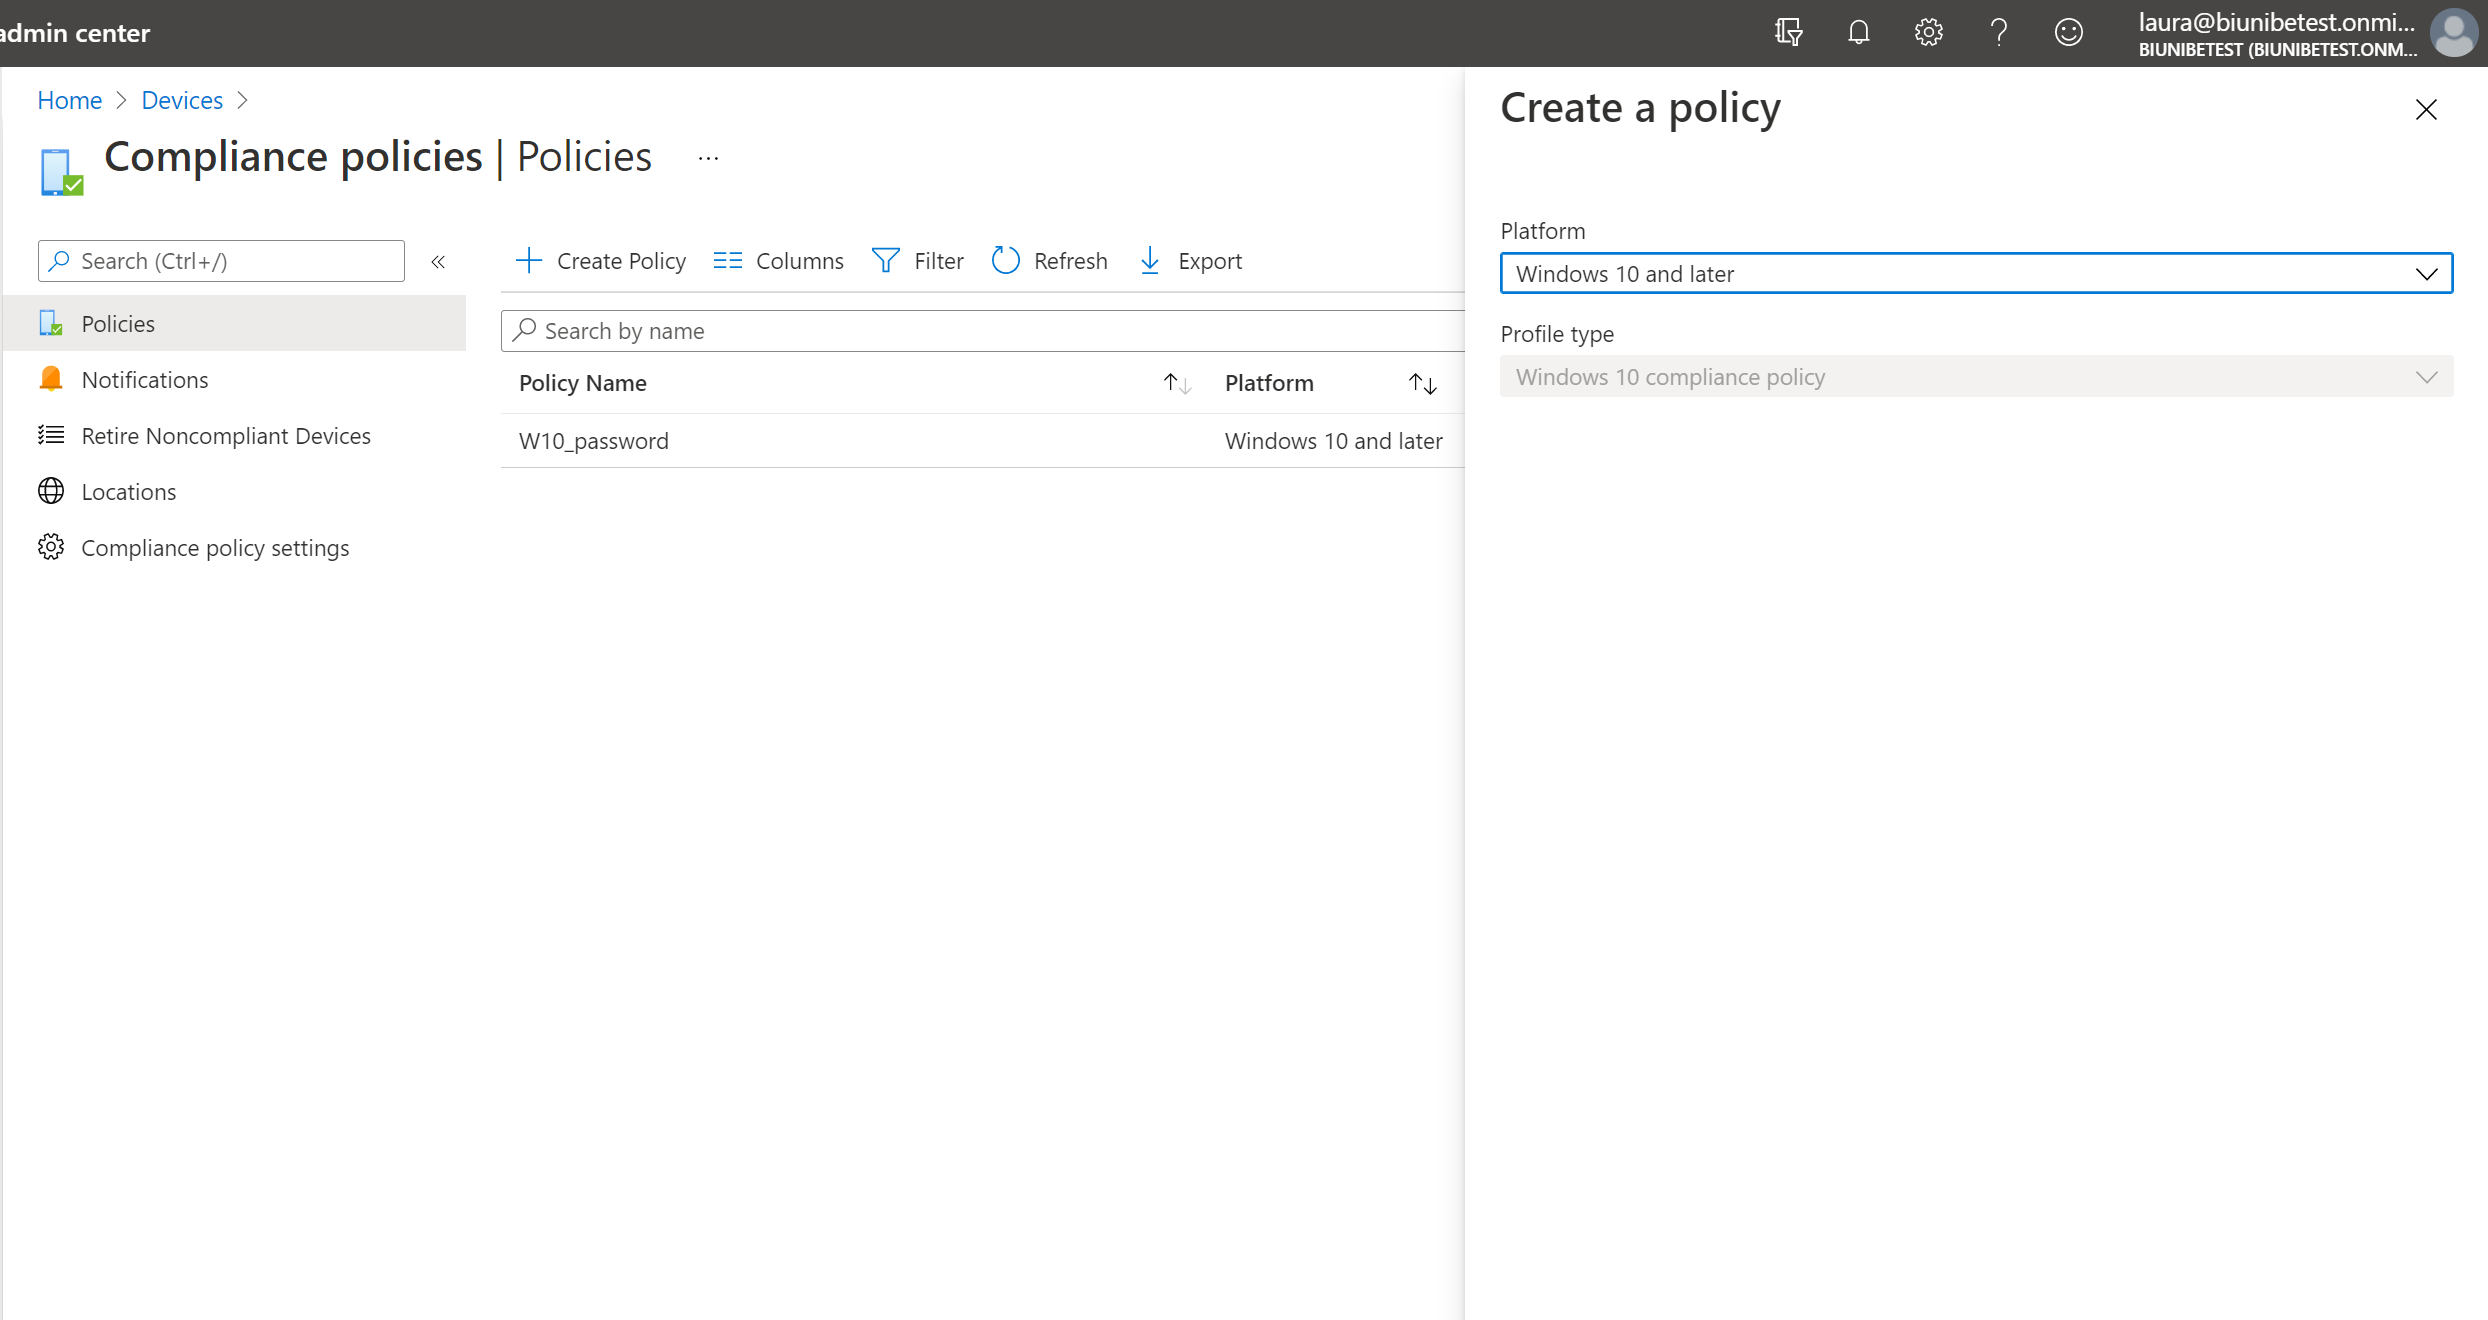 admin center
laura@biunibetest.onmi...
BIUNIBETEST (BIUNIBETEST.ONM...
Home
Devices
Compliance policies | Policies
...
Search (Ctrl+/)
«
Policies
Notifications
Retire Noncompliant Devices
Locations
Compliance policy settings
Create Policy
Columns
Filter
Refresh
Export
Search by name
Policy Name
Platform
W10_password
Windows 10 and later
Create a policy
Platform
Windows 10 and later
Profile type
Windows 10 compliance policy